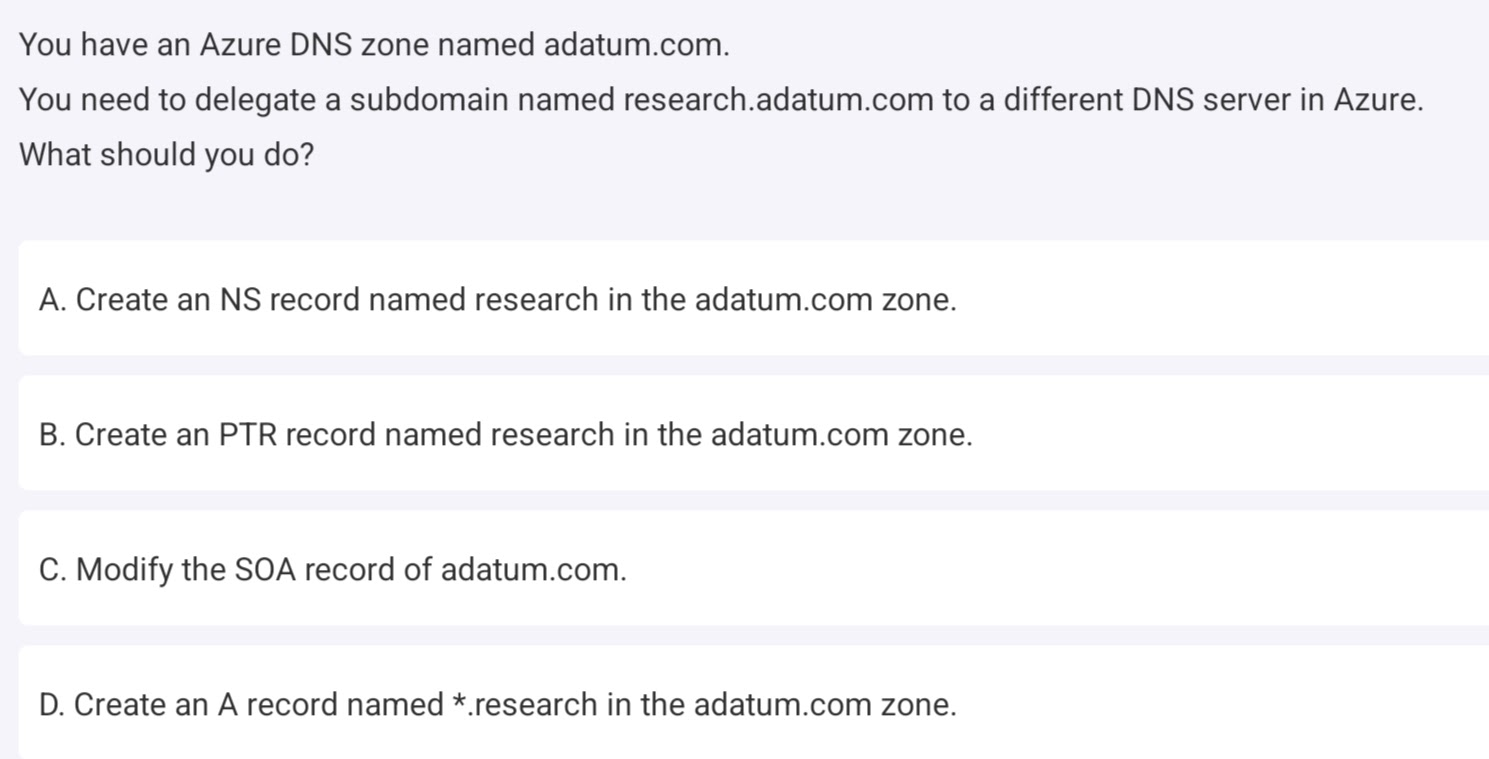 You have an Azure DNS zone named adatum.com.
You need to delegate a subdomain named research.adatum.com to a different DNS server in Azure.
What should you do?
A. Create an NS record named research in the adatum.com zone.
B. Create an PTR record named research in the adatum.com zone.
C. Modify the SOA record of adatum.com.
D. Create an A record named *.research in the adatum.com zone.